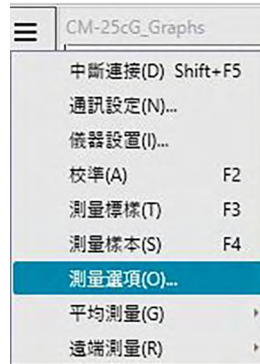 CM-25cG_Graphs
中斷連接(D) Shift+F5
通訊設定(N)...
儀器設置(I)...
校準(A) F2
測量標樣(T) F3
測量樣本(S) F4
測量選項(O)...
平均測量(G)
遠端測量(R)